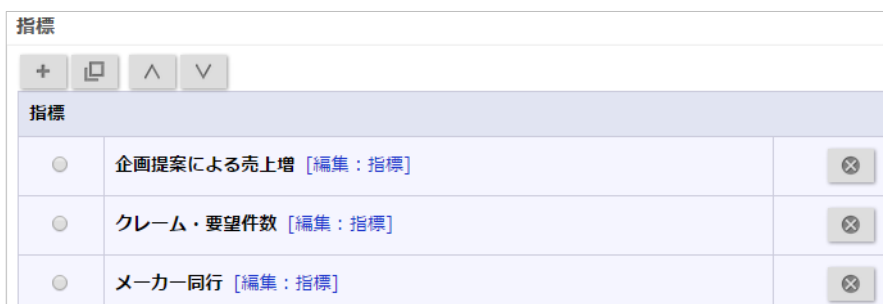 指標
指標
企画提案による売上増 [編集：指標]
クレーム・要望件数 [編集：指標]
メーカー同行 [編集：指標]